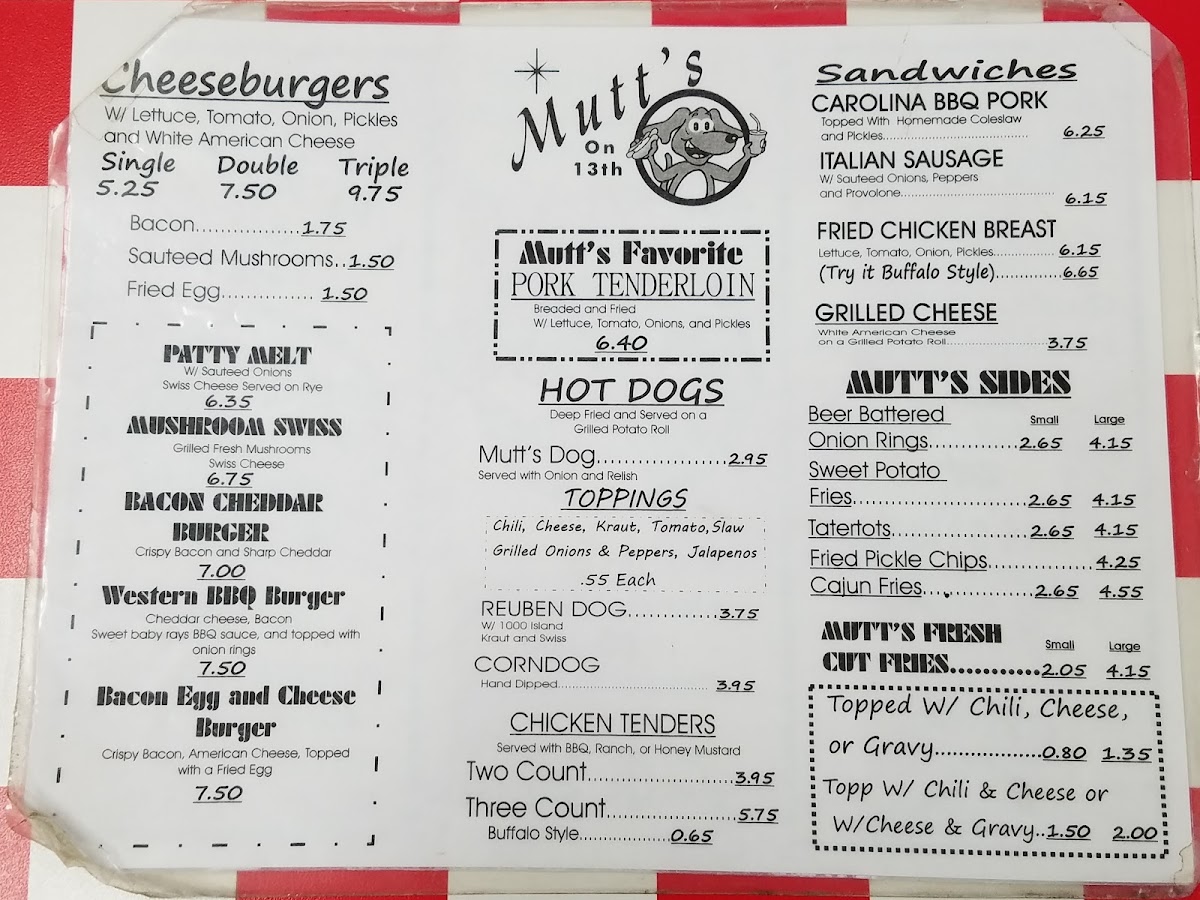 Cheeseburgers
W/ Lettuce, Tomato, Onion, Pickles
and White American Cheese
Single Double Triple
5.25 7.50 9.75
Bacon..................1.75
Sauteed Mushrooms..1.50
Fried Egg............... 1.50
PATTY MELT
W/ Sauteed Onions
Swiss Cheese Served on Rye
6.35
MUSHROOM SWISS
Grilled Fresh Mushrooms
Swiss Cheese
6.75
BACON CHEDDAR
BURGER
Crispy Bacon and Sharp Cheddar
7.00
Western BBQ Burger
Cheddar cheese, Bacon
Sweet baby rays BBQ sauce, and topped with
onion rings
7.50
Bacon Egg and Cheese
Burger
Crispy Bacon, American Cheese, Topped
with a Fried Egg
7.50
Mutt's
On
13th
Mutt's Favorite
PORK TENDERLOIN
Breaded and Fried
W/ Lettuce, Tomato, Onions, and Pickles
6.40
HOT DOGS
Deep Fried and Served on a
Grilled Potato Roll
Mutt's Dog....................2.95
Served with Onion and Relish
TOPPINGS
Chili, Cheese, Kraut, Tomato,Slaw
Grilled Onions & Peppers, Jalapenos
.55 Each
REUBEN DOG..............3.75
W/ 1000 Island
Kraut and Swiss
CORNDOG
Hand Dipped.................................................. 3.95
CHICKEN TENDERS
Served with BBQ, Ranch, or Honey Mustard
Two Count......................3.95
Three Count....................5.75
Buffalo Style...............0.65
Sandwiches
CAROLINA BBQ PORK
Topped With Homemade Coleslaw
and Pickles........................................ 6.25
ITALIAN SAUSAGE
W/ Sauteed Onions, Peppers
and Provolone............................................ 6.15
FRIED CHICKEN BREAST
Lettuce, Tomato, Onion, Pickles.................6.15
(Try it Buffalo Style)..............6.65
GRILLED CHEESE
White American Cheese
on a Grilled Potato Roll.........................3.75
MUTT'S SIDES
Beer Battered Small Large
Onion Rings...............2.65 4.15
Sweet Potato
Fries..............................2.65 4.15
Tatertots.......................2.65 4.15
Fried Pickle Chips..................4.25
Cajun Fries...................2.65 4.55
MUTT'S FRESH Small Large
CUT FRIES............2.05 4.15
Topped W/ Chili, Cheese,
or Gravy...............0.80 1.35
Topp W/ Chili & Cheese or
W/Cheese & Gravy..1.50 2.00